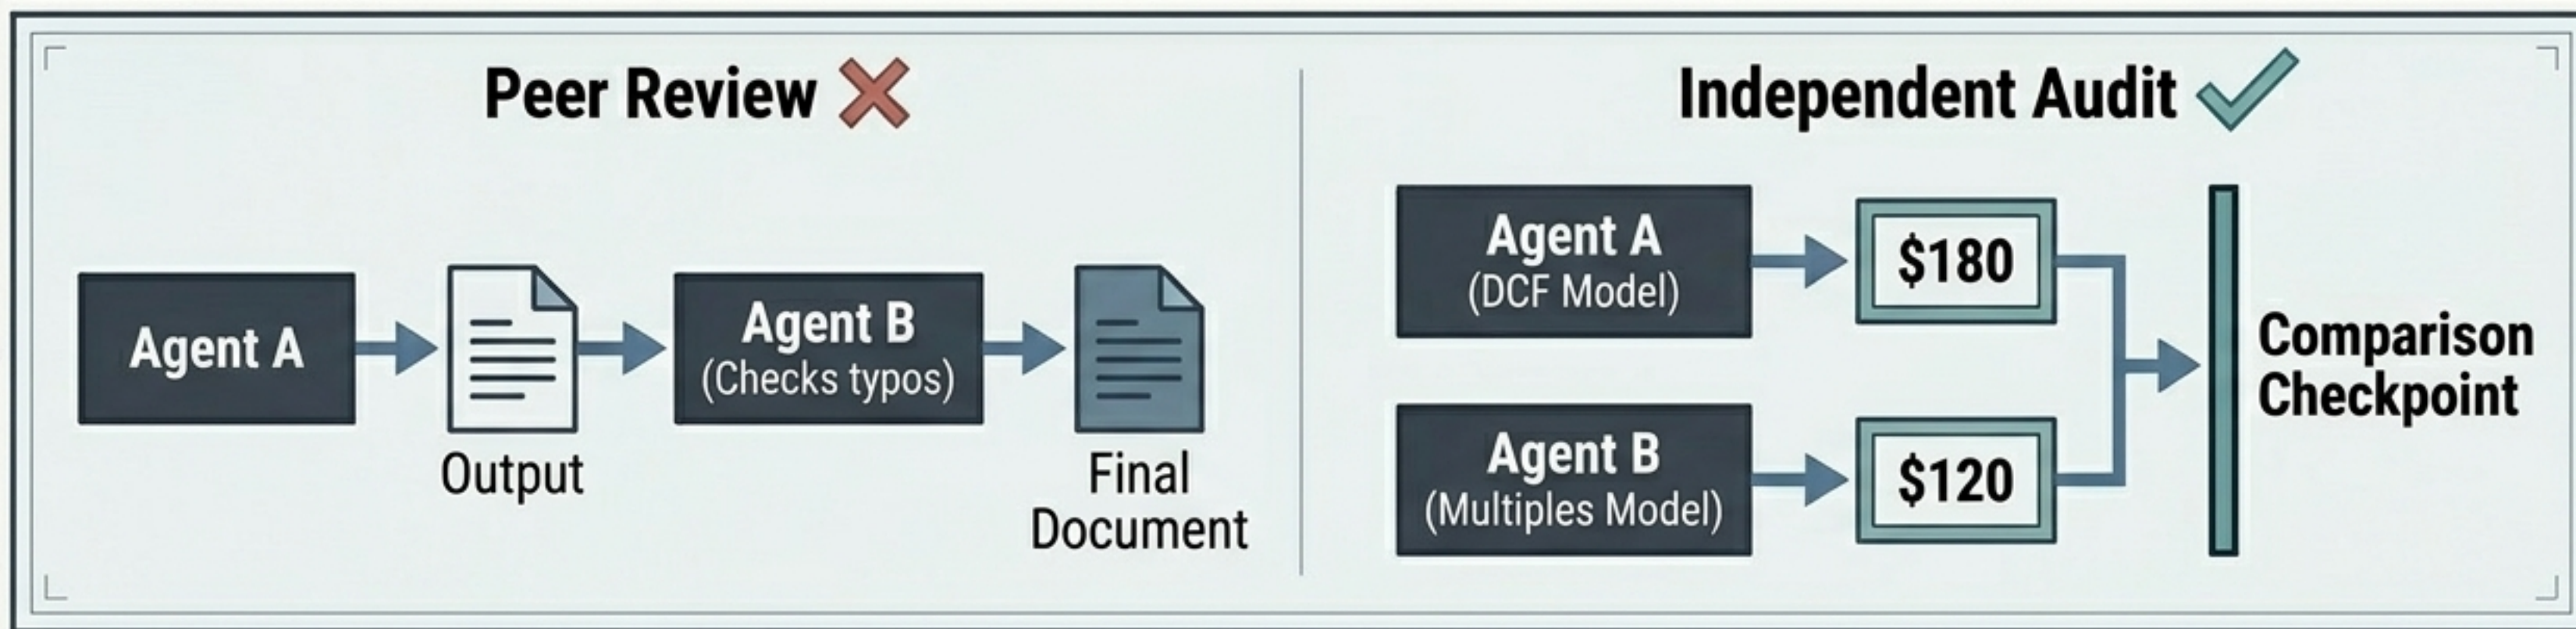 Peer Review
Agent A
Output
Agent B
(Checks typos)
Final
Document
Independent Audit
Agent A
(DCF Model)
$180
Agent B
(Multiples Model)
$120
Comparison
Checkpoint